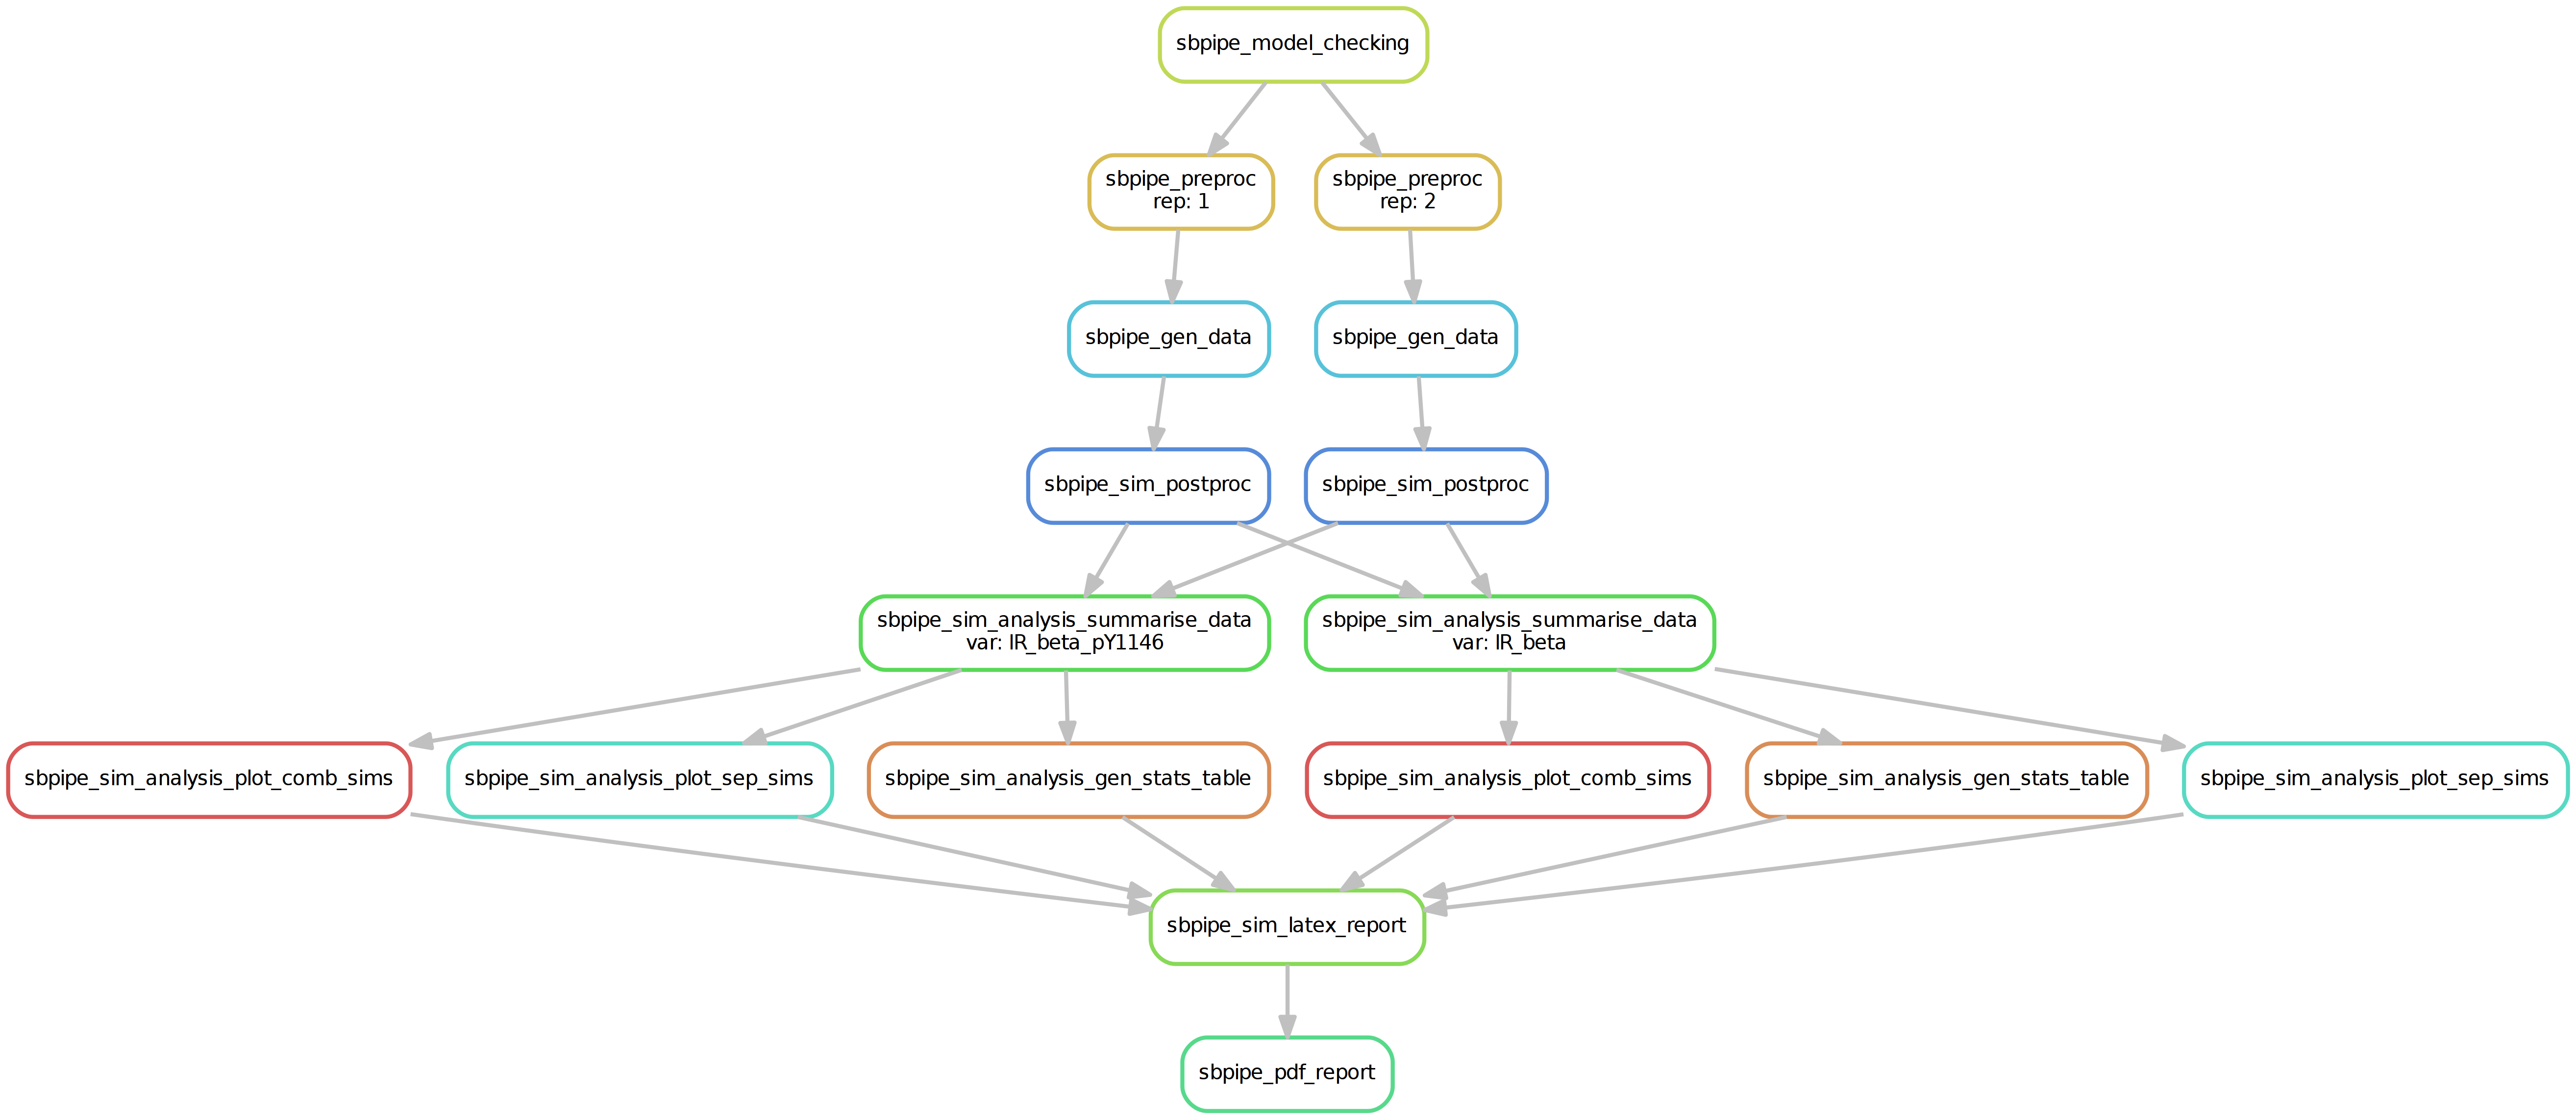 sbpipe_model_checking
sbpipe_preproc
rep: 1
sbpipe_preproc
rep: 2
sbpipe_gen_data
sbpipe_gen_data
sbpipe_sim_postproc
sbpipe_sim_postproc
sbpipe_sim_analysis_summarise_data
var: IR_beta_pY1146
sbpipe_sim_analysis_summarise_data
var: IR_beta
sbpipe_sim_analysis_plot_comb_sims
sbpipe_sim_analysis_plot_sep_sims
sbpipe_sim_analysis_gen_stats_table
sbpipe_sim_analysis_plot_comb_sims
sbpipe_sim_analysis_gen_stats_table
sbpipe_sim_analysis_plot_sep_sims
sbpipe_sim_latex_report
sbpipe_pdf_report